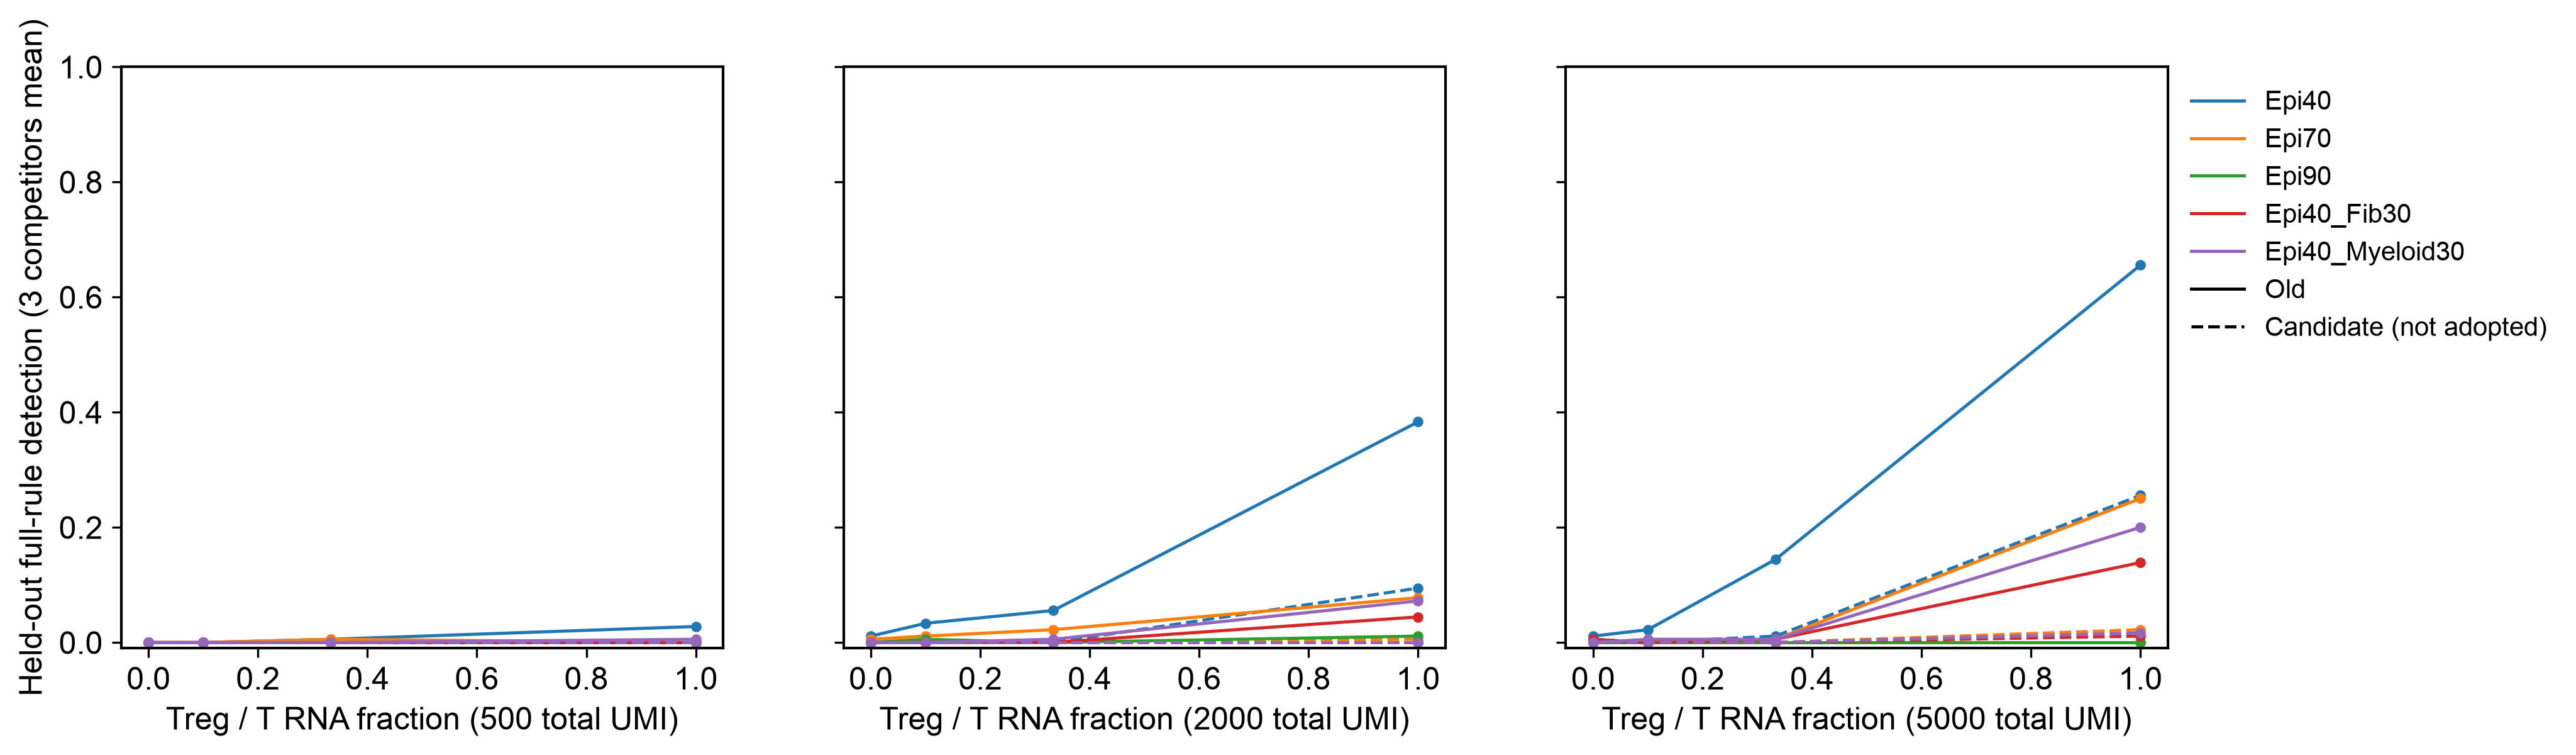 Held-out full-rule detection (3 competitors mean)
1.0
0.8
0.6
0.4
0.2
0.0
0.0 0.2 0.4 0.6 0.8 1.0
Treg / T RNA fraction (500 total UMI)
0.0 0.2 0.4 0.6 0.8 1.0
Treg / T RNA fraction (2000 total UMI)
0.0 0.2 0.4 0.6 0.8 1.0
Treg / T RNA fraction (5000 total UMI)
Epi40
Epi70
Epi90
Epi40_Fib30
Epi40_Myeloid30
Old
Candidate (not adopted)